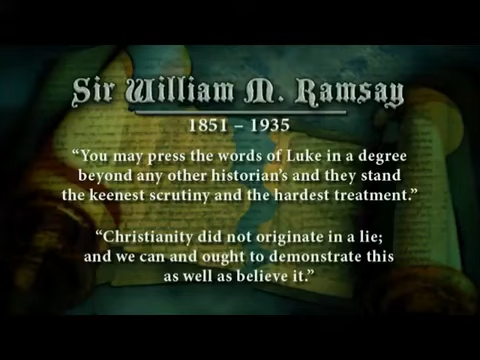 Sir William M. Ramsay
1851 – 1935
“You may press the words of Luke in a degree
beyond any other historian’s and they stand
the keenest scrutiny and the hardest treatment.”
“Christianity did not originate in a lie;
and we can and ought to demonstrate this
as well as believe it.”